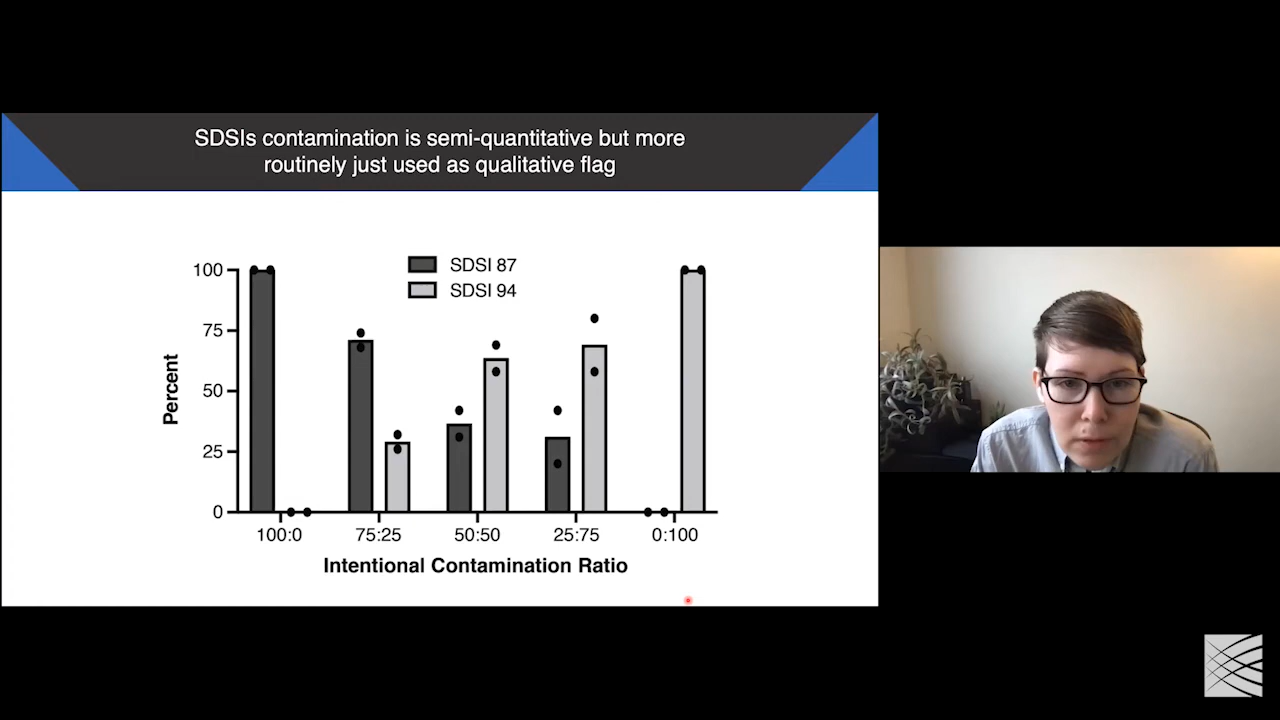 SDSIs contamination is semi-quantitative but more
routinely just used as qualitative flag
SDSI 87
SDSI 94
Percent
100
75
50
25
0
100:0
75:25
50:50
25:75
0:100
Intentional Contamination Ratio